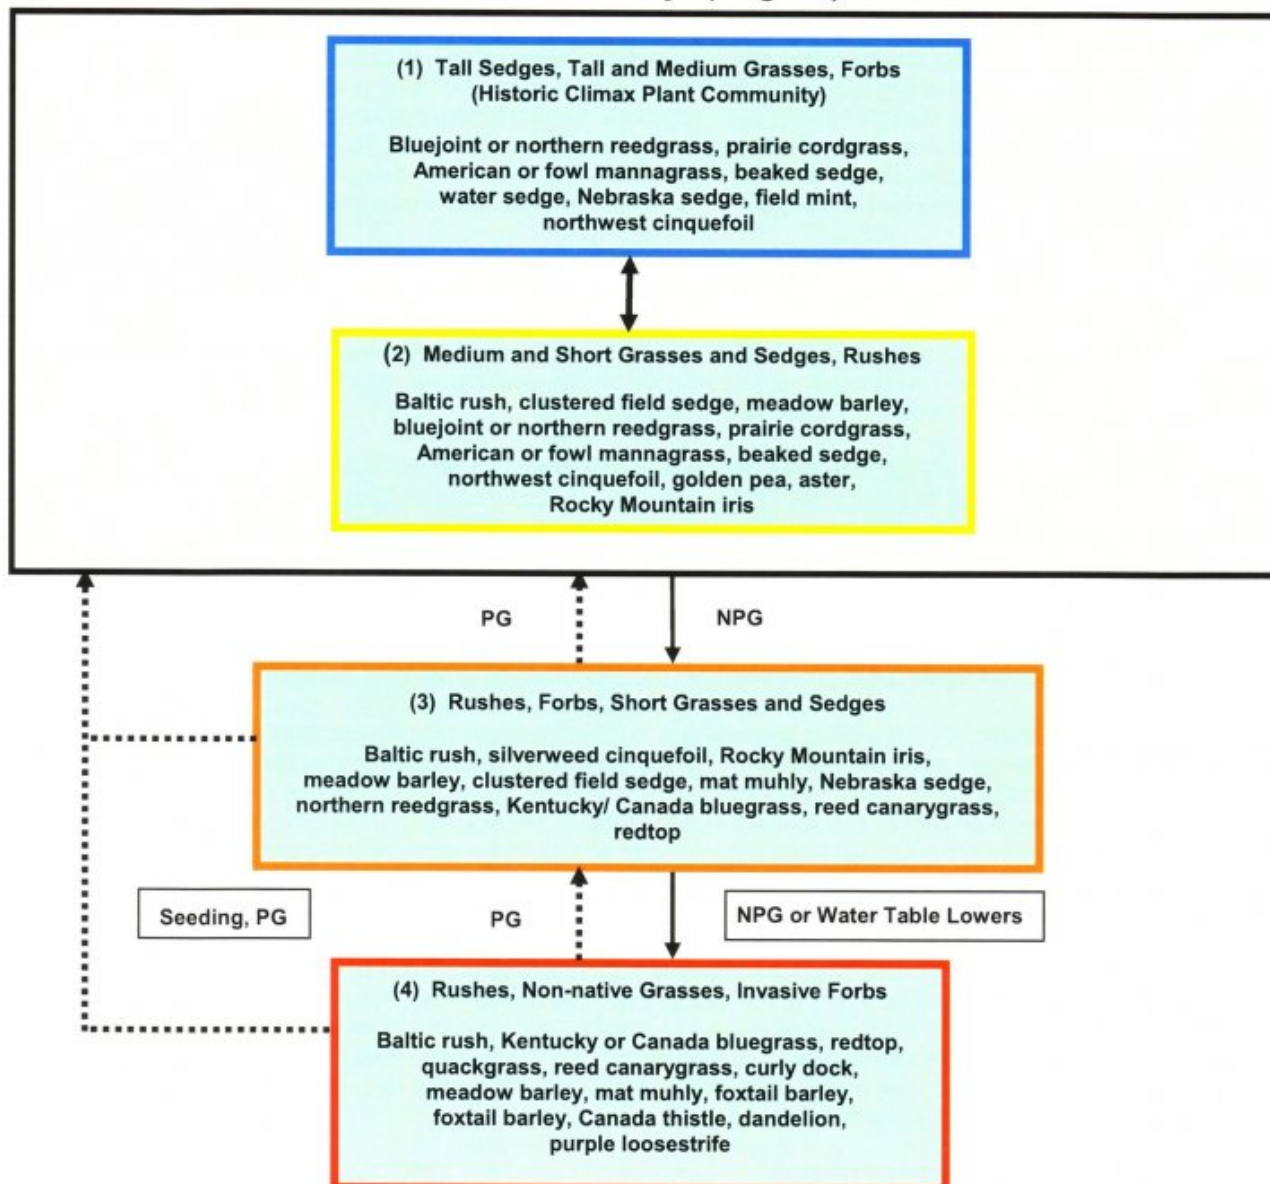 (1) Tall Sedges, Tall and Medium Grasses, Forbs
(Historic Climax Plant Community)
Bluejoint or northern reedgrass, prairie cordgrass,
American or fowl mannagrass, beaked sedge,
water sedge, Nebraska sedge, field mint,
northwest cinquefoil
(2) Medium and Short Grasses and Sedges, Rushes
Baltic rush, clustered field sedge, meadow barley,
bluejoint or northern reedgrass, prairie cordgrass,
American or fowl mannagrass, beaked sedge,
northwest cinquefoil, golden pea, aster,
Rocky Mountain iris
PG
NPG
(3) Rushes, Forbs, Short Grasses and Sedges
Baltic rush, silverweed cinquefoil, Rocky Mountain iris,
meadow barley, clustered field sedge, mat muhly, Nebraska sedge,
northern reedgrass, Kentucky/ Canada bluegrass, reed canarygrass,
redtop
Seeding, PG
PG
NPG or Water Table Lowers
(4) Rushes, Non-native Grasses, Invasive Forbs
Baltic rush, Kentucky or Canada bluegrass, redtop,
quackgrass, reed canarygrass, curly dock,
meadow barley, mat muhly, foxtail barley,
foxtail barley, Canada thistle, dandelion,
purple loosestrife